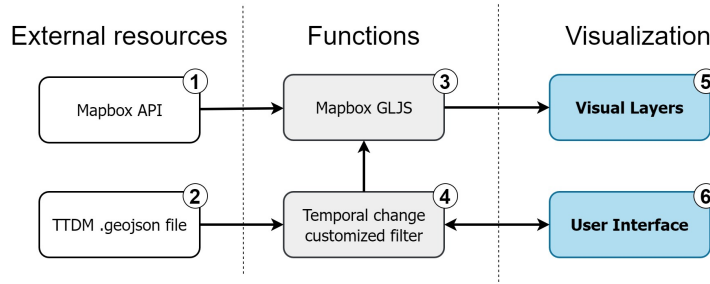 External resources
Functions
Visualization
1
3
5
Mapbox API
Mapbox GLJS
Visual Layers
2
4
6
TTDM .geojson file
Temporal change
customized filter
User Interface